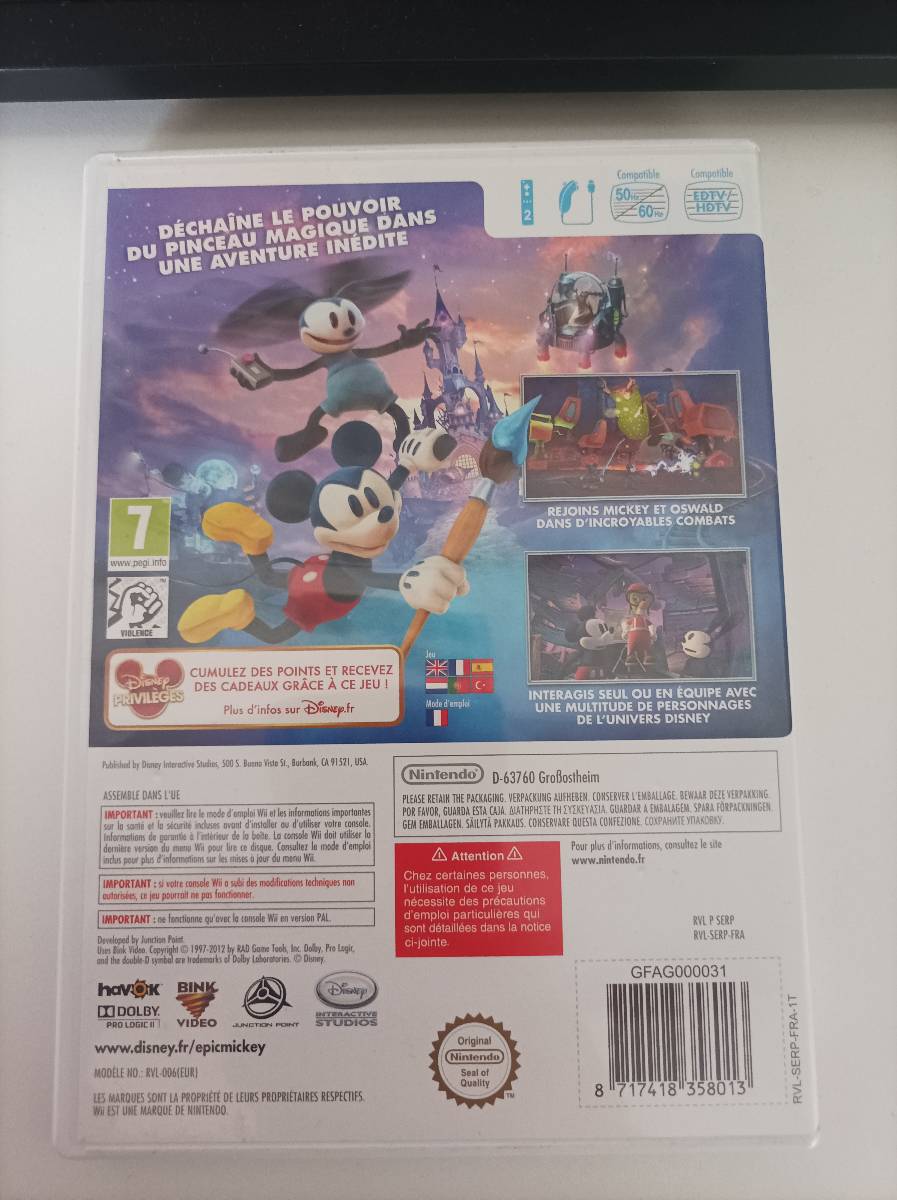 DÉCHAÎNE LE POUVOIR
DU PINCEAU MAGIQUE DANS
UNE AVENTURE INÉDITE
2
Compatible
50Hz
60Hz
Compatible
EDTV/
HDTV
REJOINS MICKEY ET OSWALD
DANS D'INCROYABLES COMBATS
7
www.pegi.info
VIOLENCE
INTERAGIS SEUL OU EN ÉQUIPE AVEC
UNE MULTITUDE DE PERSONNAGES
DE L'UNIVERS DISNEY
DISNEY
PRIVILÈGES
CUMULEZ DES POINTS ET RECEVEZ
DES CADEAUX GRÂCE À CE JEU !
Plus d'infos sur Disney.fr
Jeu
Mode d'emploi
Published by Disney Interactive Studios, 500 S. Buena Vista St., Burbank, CA 91521, USA.
ASSEMBLE DANS L'UE
IMPORTANT : veuillez lire le mode d'emploi Wii et les informations importantes
sur la santé et la sécurité incluses avant d'installer ou d'utiliser votre console.
Informations de garantie à l'intérieur de la boîte. La console Wii doit utiliser la
dernière version du menu Wii pour lire ce disque. Consultez le mode d'emploi
inclus pour plus d'informations sur les mises à jour du menu Wii.
IMPORTANT : si votre console Wii a subi des modifications techniques non
autorisées, ce jeu pourrait ne pas fonctionner.
IMPORTANT : ne fonctionne qu'avec la console Wii en version PAL.
Developed by Junction Point.
Uses Bink Video. Copyright © 1997-2012 by RAD Game Tools, Inc. Dolby, Pro Logic,
and the double-D symbol are trademarks of Dolby Laboratories. © Disney.
havok
DOLBY
PRO LOGIC II
BINK
VIDEO
JUNCTION POINT
Disney
INTERACTIVE
STUDIOS
www.disney.fr/epicmickey
MODÈLE NO.: RVL-006(EUR)
LES MARQUES SONT LA PROPRIÉTÉ DE LEURS PROPRIÉTAIRES RESPECTIFS.
Wii EST UNE MARQUE DE NINTENDO.
Nintendo D-63760 Großostheim
PLEASE RETAIN THE PACKAGING. VERPACKUNG AUFHEBEN. CONSERVER L'EMBALLAGE. BEWAAR DEZE VERPAKKING.
POR FAVOR, GUARDA ESTA CAJA. ΔΙΑΤΗΡΗΣΤΕ ΤΗ ΣΥΣΚΕΥΑΣΙΑ. GUARDAR A EMBALAGEM. SPARA FÖRPACKNINGEN.
GEM EMBALLAGEN. SÄILYTÄ PAKKAUS. CONSERVARE QUESTA CONFEZIONE. СОХРАНИТЕ УПАКОВКУ.
Attention
Chez certaines personnes,
l'utilisation de ce jeu
nécessite des précautions
d'emploi particulières qui
sont détaillées dans la notice
ci-jointe.
Pour plus d'informations, consultez le site
www.nintendo.fr
RVL P SERP
RVL-SERP-FRA
Original
Nintendo
Seal of
Quality
TM
GFAG000031
8 717418 358013
RVL-SERP-FRA-1T